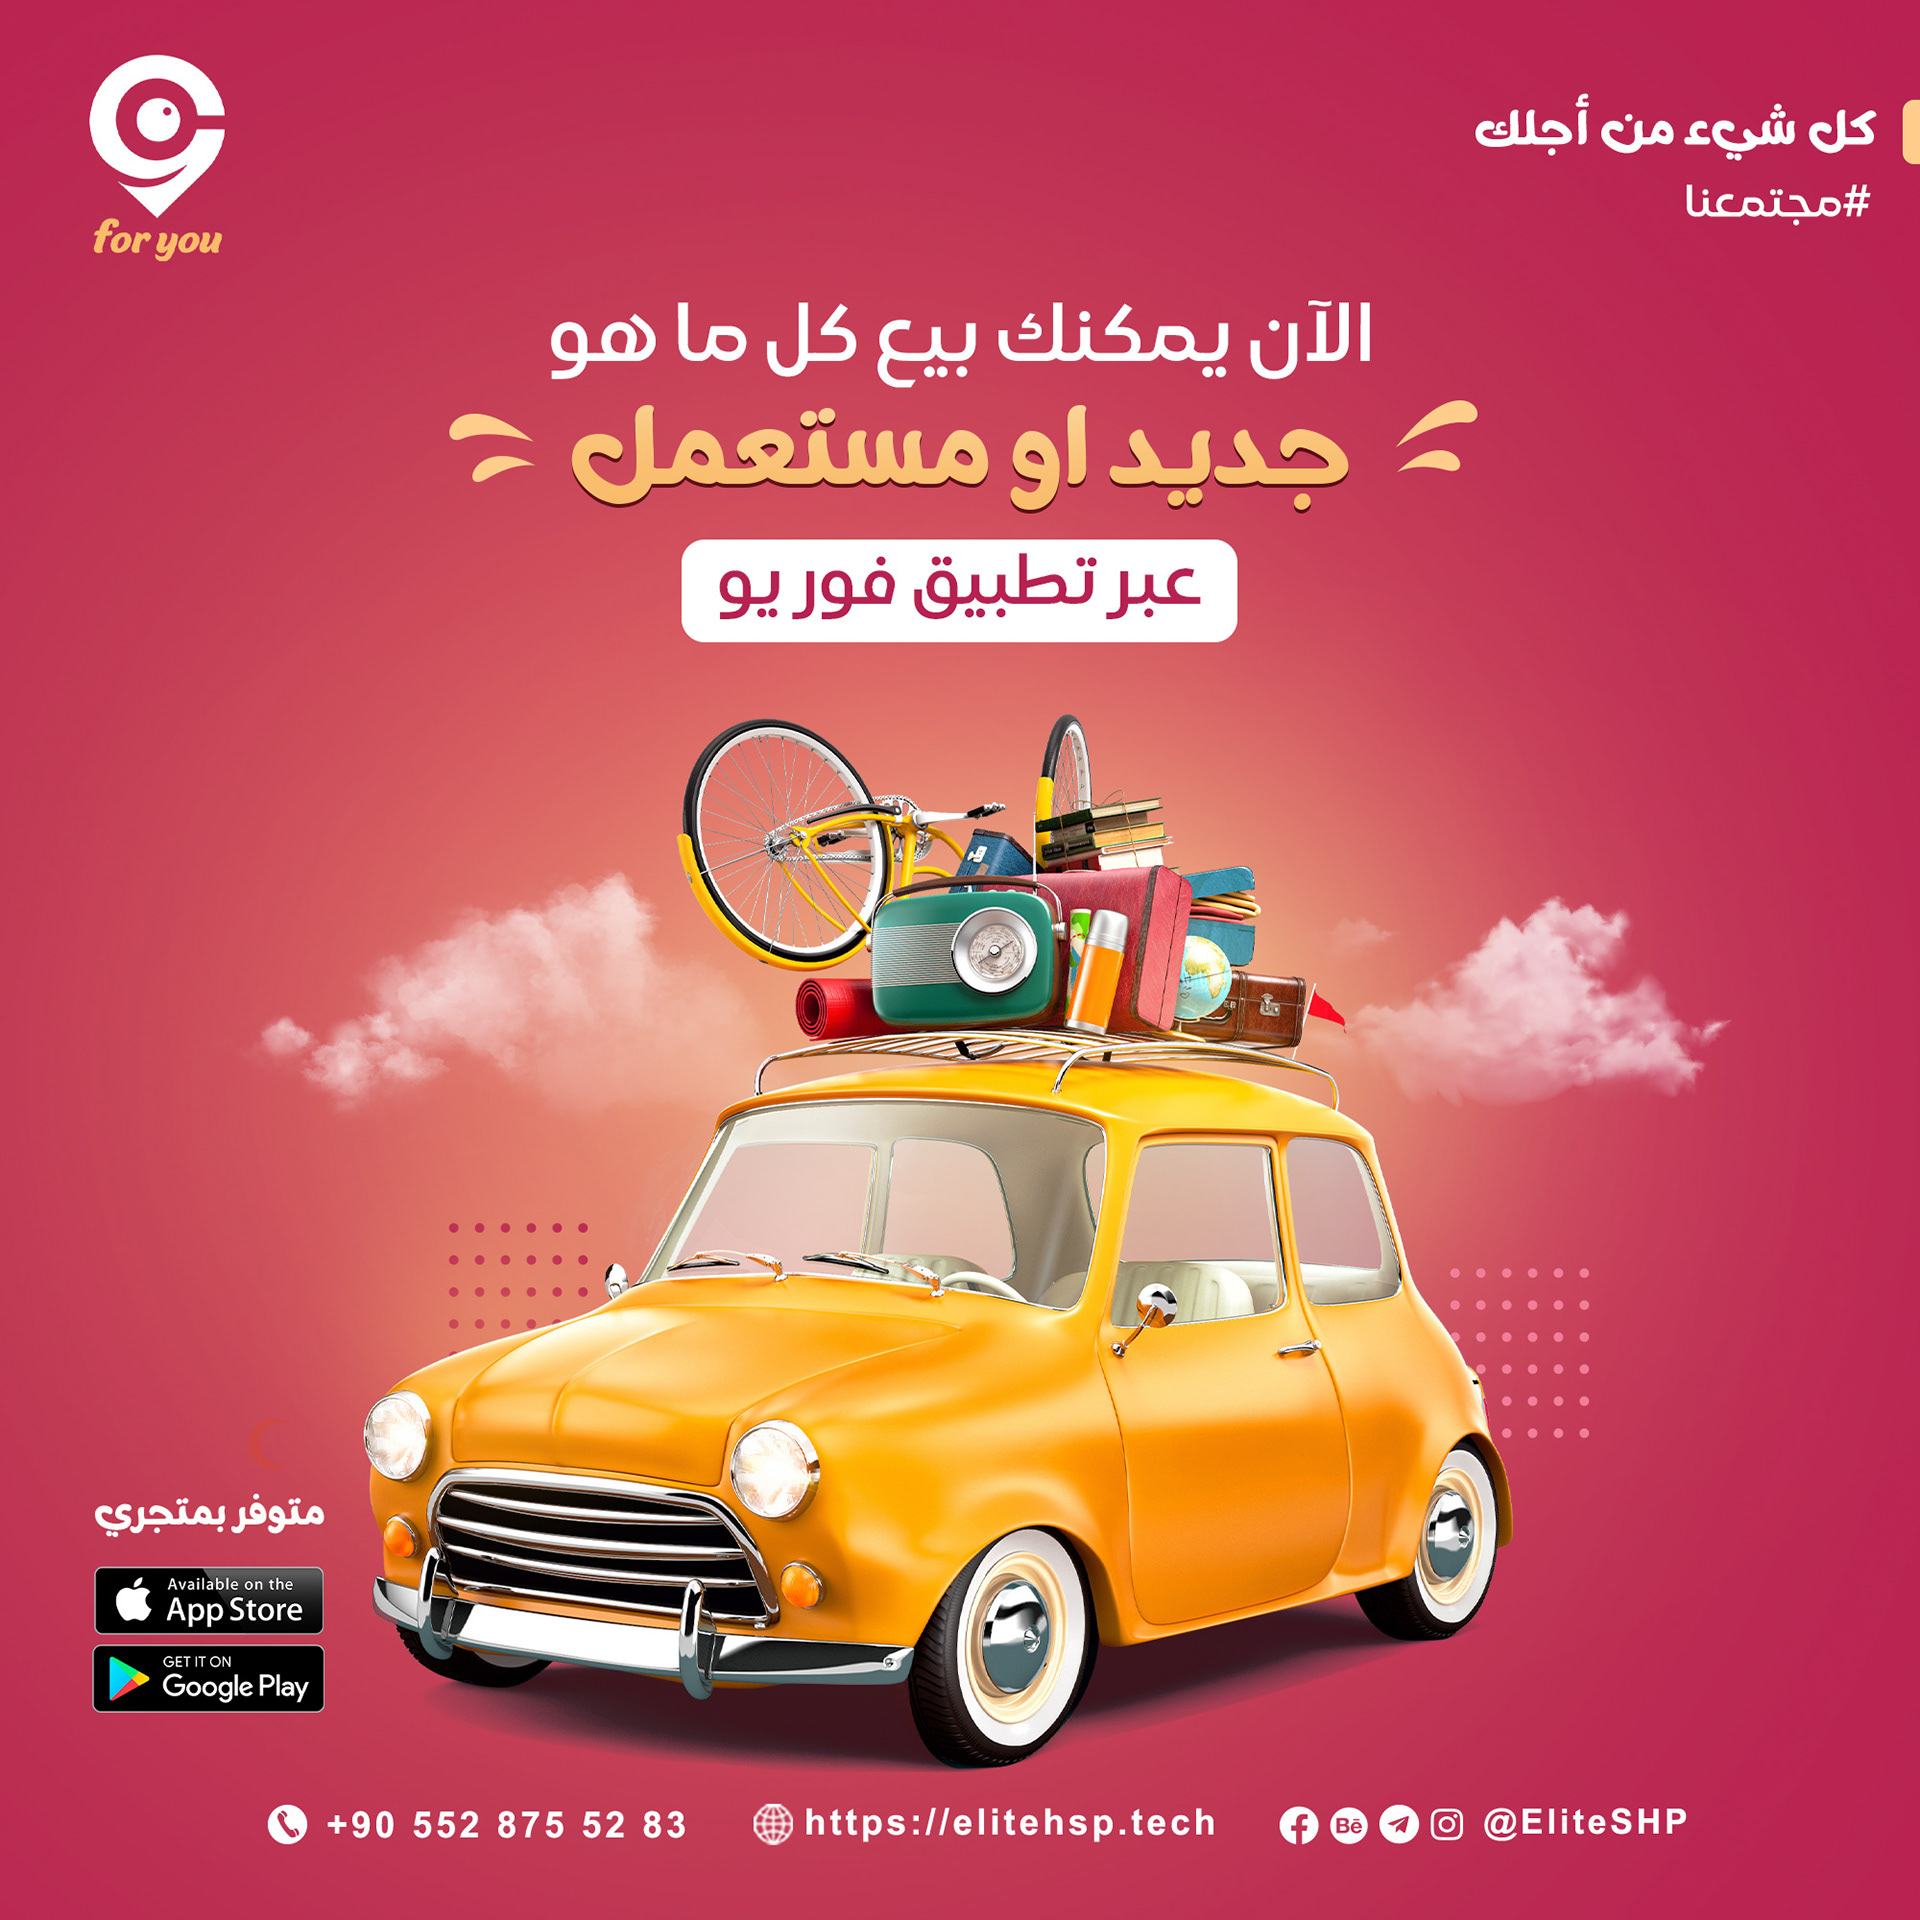 for you
كل شيء من أجلك
#مجتمعنا
الآن يمكنك بيع كل ما هو
جديد او مستعمل
عبر تطبيق فور يو
متوفر بمتجري
Available on the
App Store
GET IT ON
Google Play
+90 552 875 52 83
https://elitehsp.tech
Bē
@EliteSHP